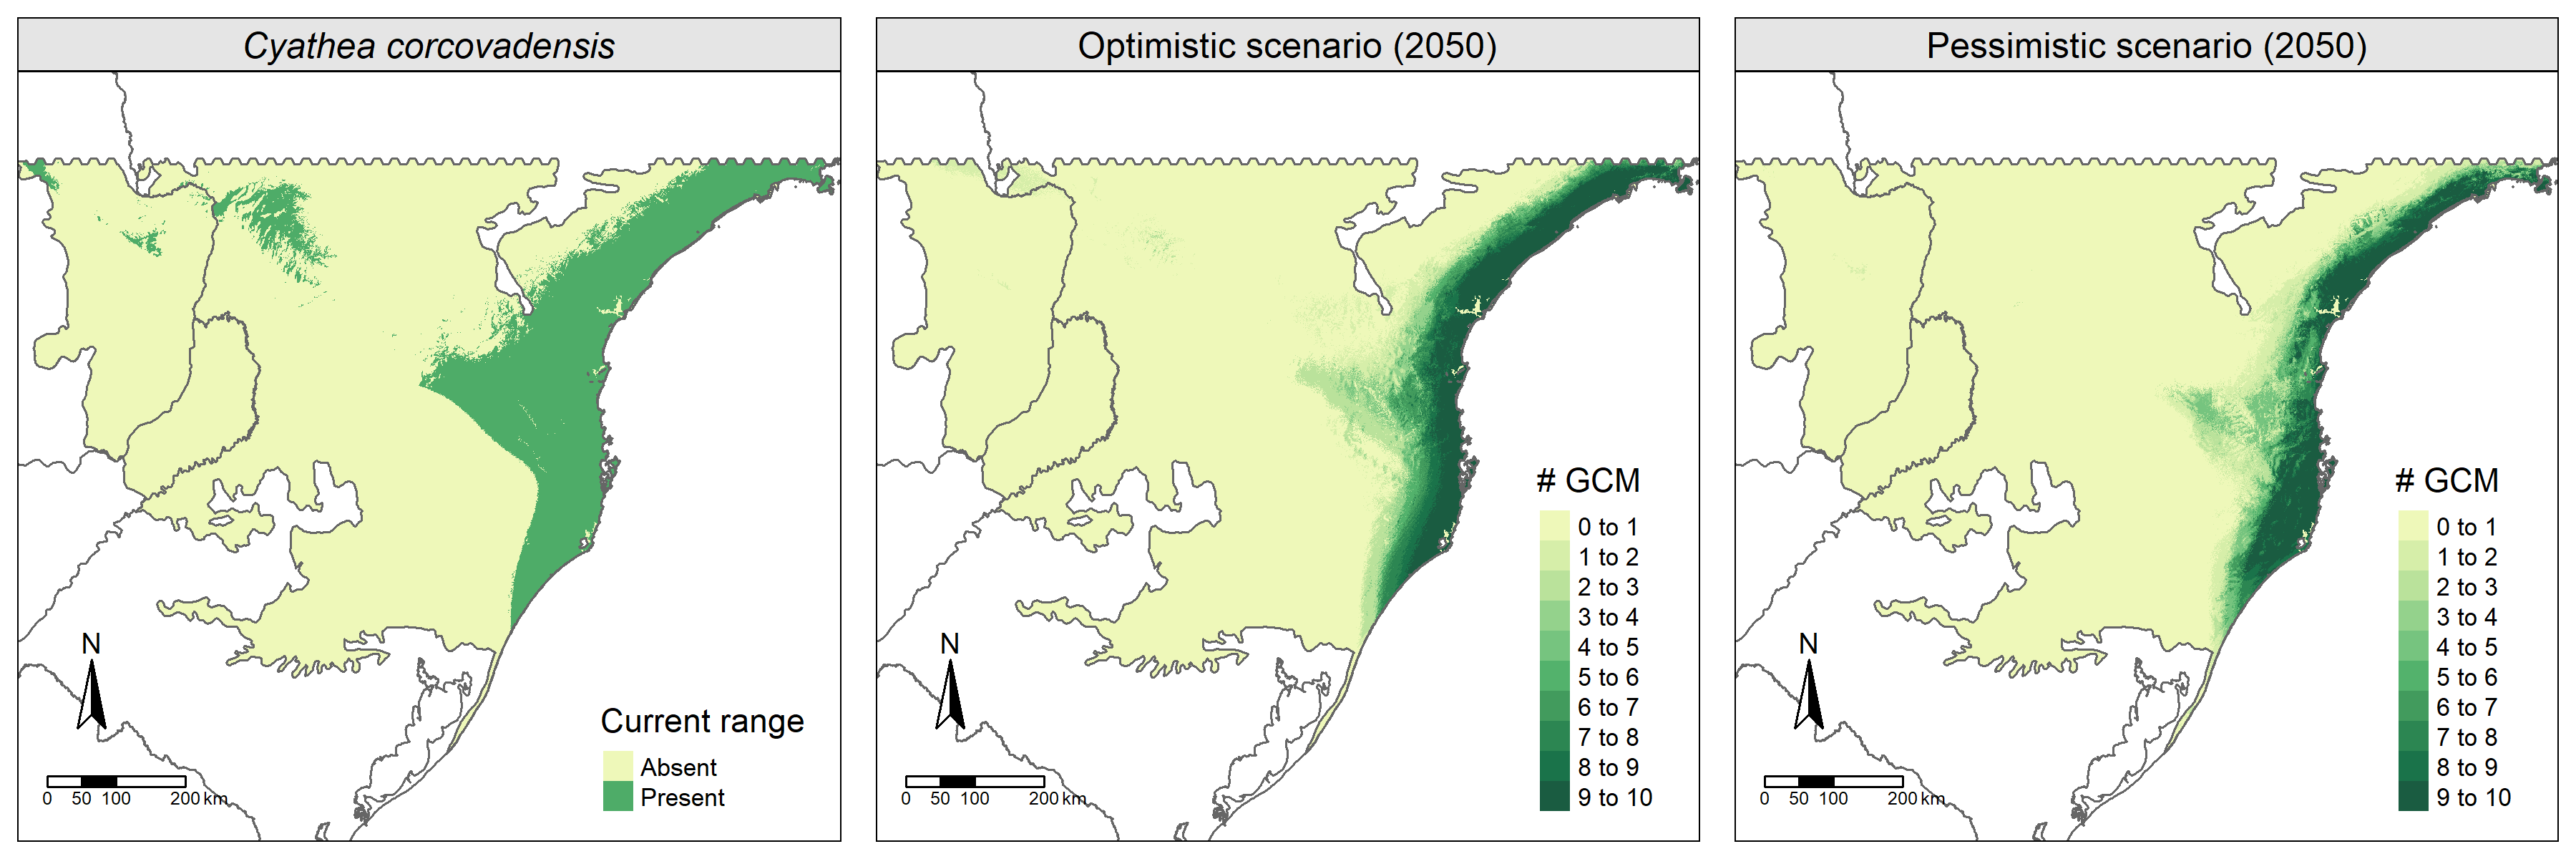 Cyathea corcovadensis
N
0 50 100 200 km
Current range
Absent
Present
Optimistic scenario (2050)
N
0 50 100 200 km
# GCM
0 to 1
1 to 2
2 to 3
3 to 4
4 to 5
5 to 6
6 to 7
7 to 8
8 to 9
9 to 10
Pessimistic scenario (2050)
N
0 50 100 200 km
# GCM
0 to 1
1 to 2
2 to 3
3 to 4
4 to 5
5 to 6
6 to 7
7 to 8
8 to 9
9 to 10